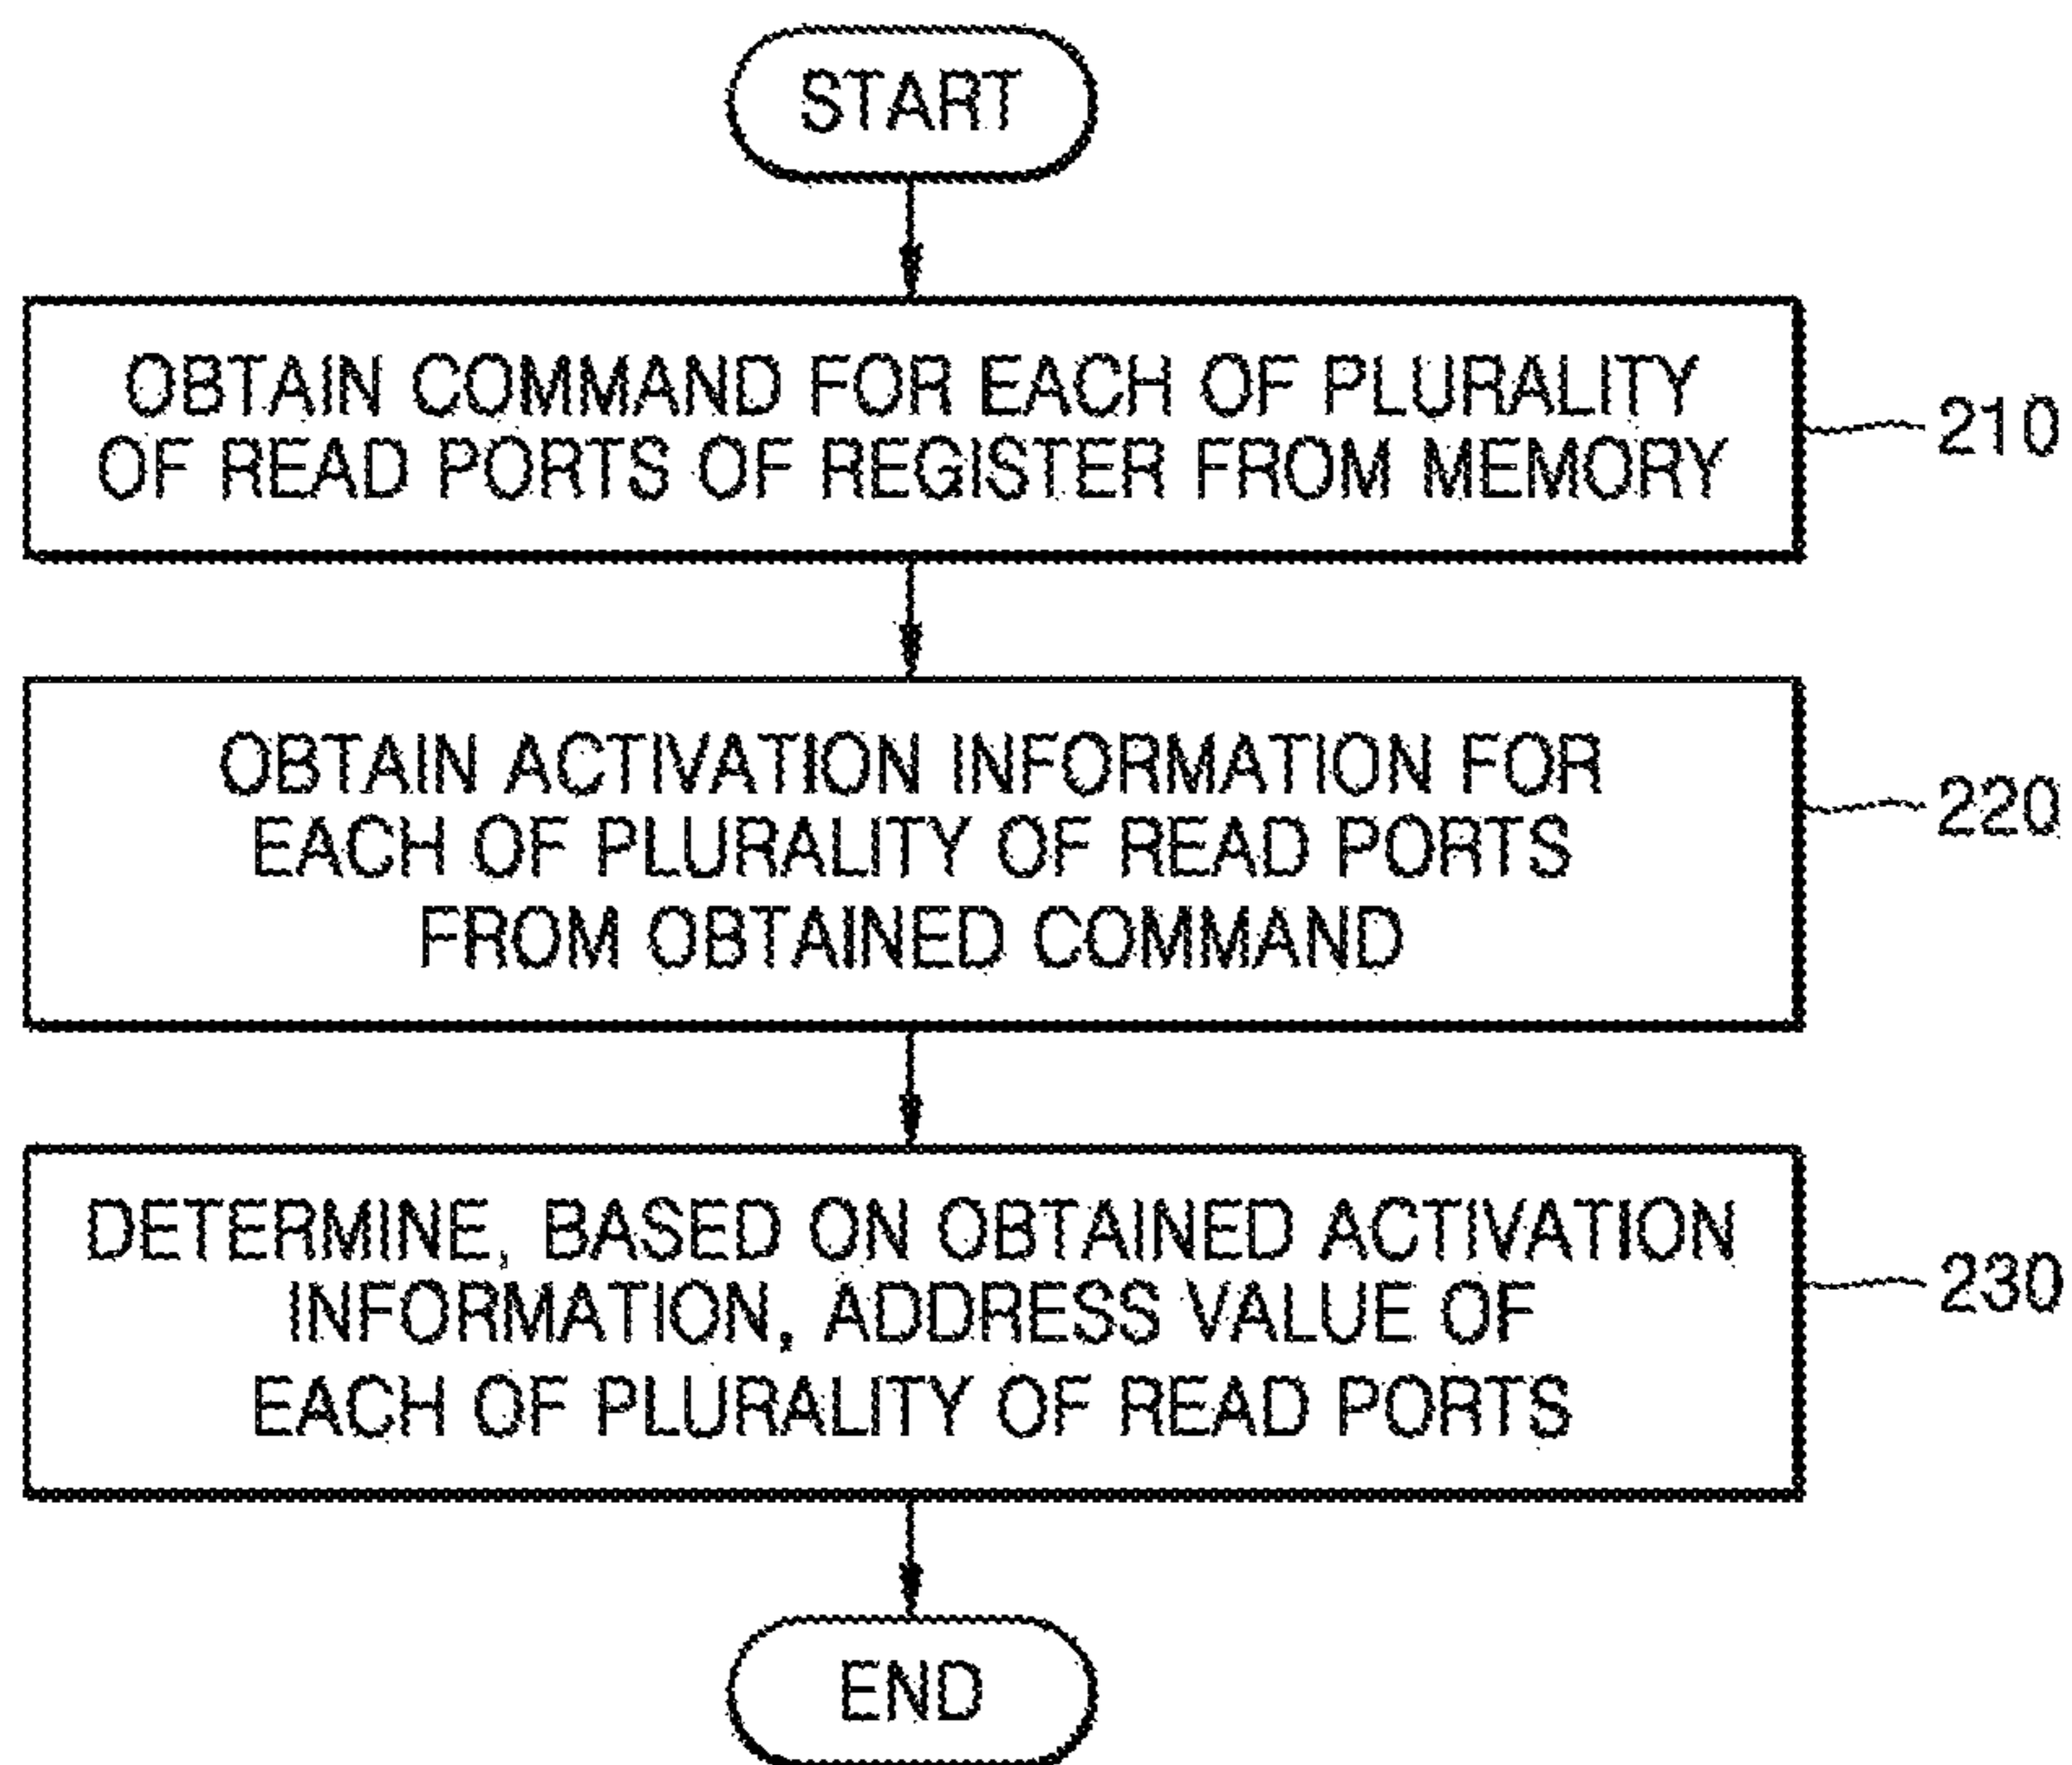 START
OBTAIN COMMAND FOR EACH OF PLURALITY
OF READ PORTS OF REGISTER FROM MEMORY
210
OBTAIN ACTIVATION INFORMATION FOR
EACH OF PLURALITY OF READ PORTS
FROM OBTAINED COMMAND
220
DETERMINE, BASED ON OBTAINED ACTIVATION
INFORMATION, ADDRESS VALUE OF
EACH OF PLURALITY OF READ PORTS
230
END